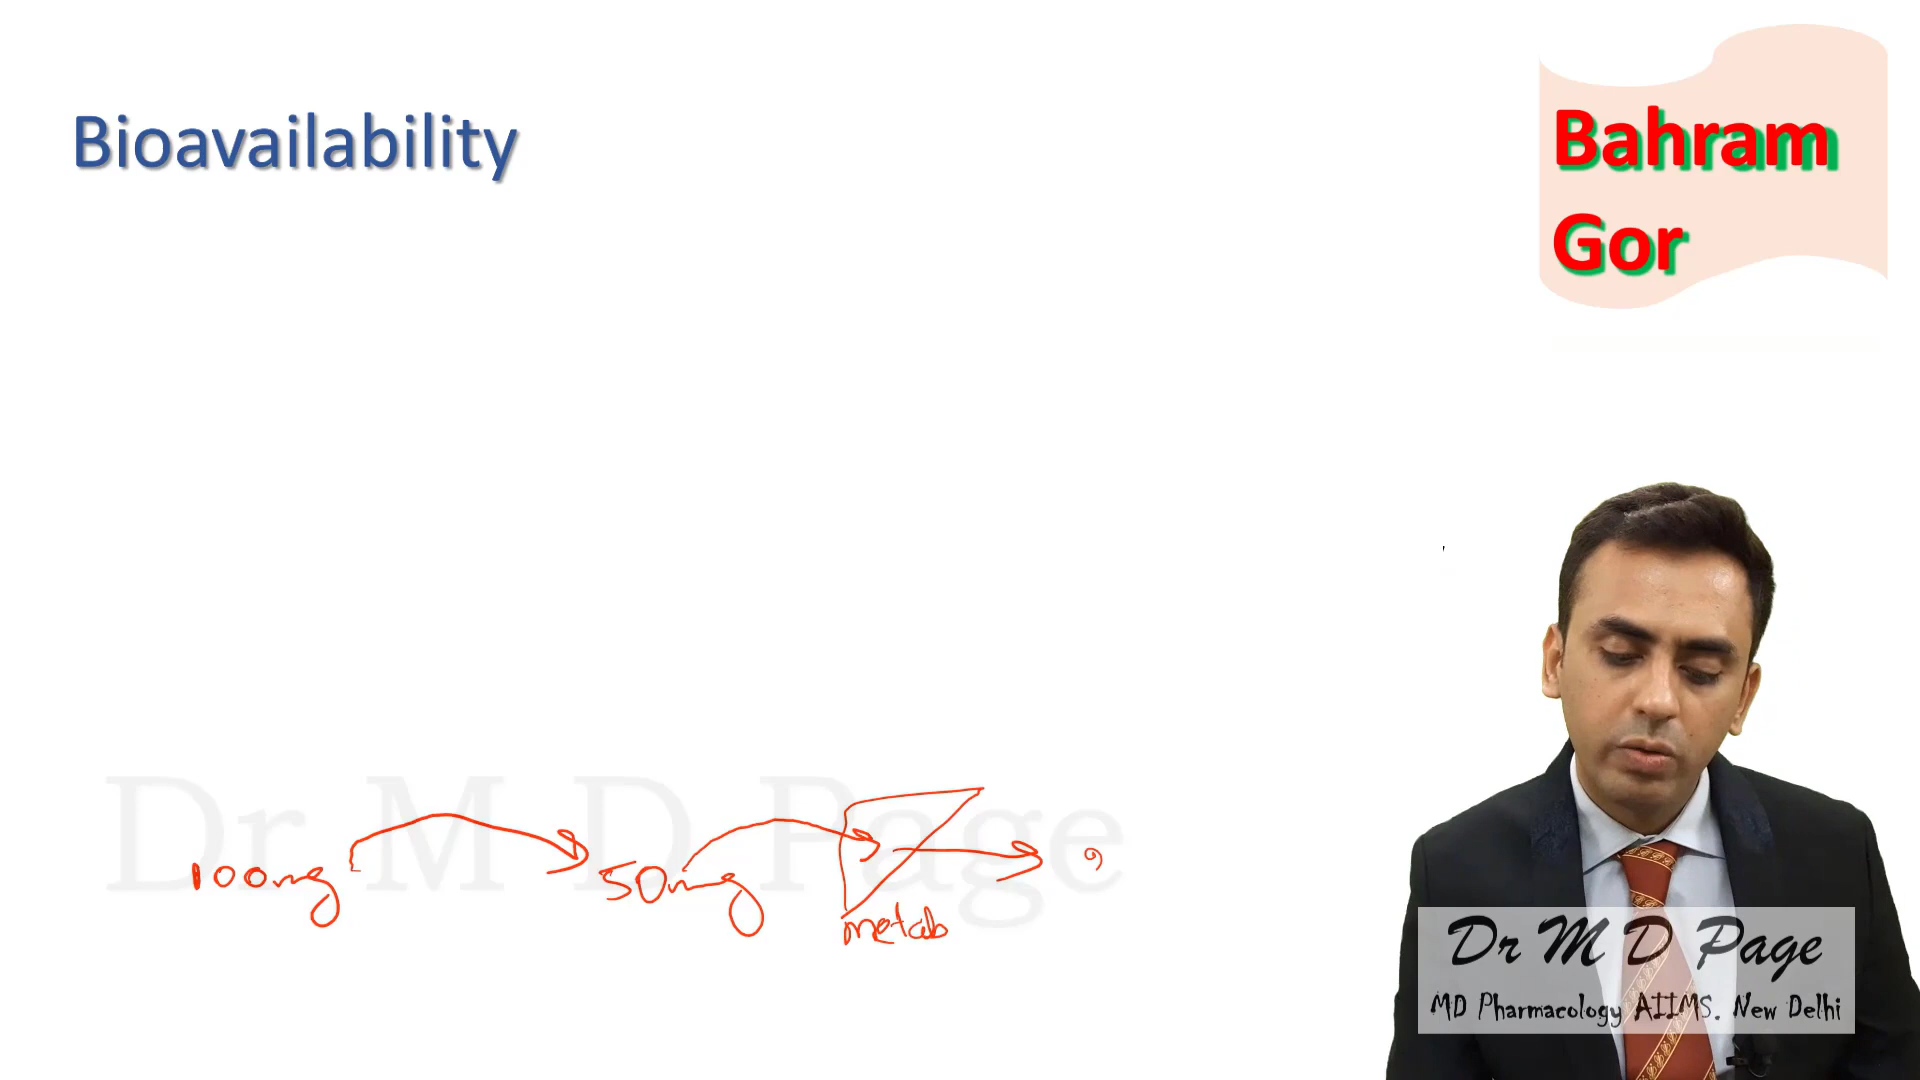 Bioavailability
Bahram
Gor
Dr M D Page
100mg
50mg
metab
Dr M D Page
MD Pharmacology AIIMS. New Delhi